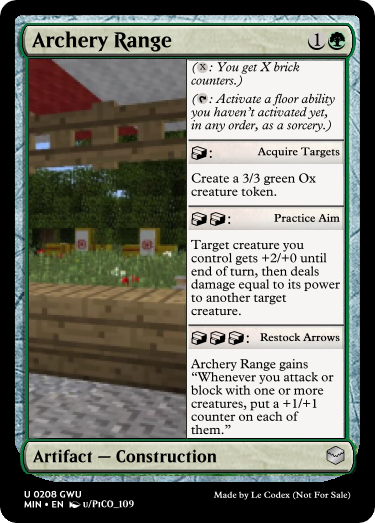 Archery Range 1
(X: You get X brick
counters.)
(: Activate a floor ability
you haven't activated yet,
in any order, as a sorcery.)
: Acquire Targets
Create a 3/3 green Ox
creature token.
: Practice Aim
Target creature you
control gets +2/+0 until
end of turn, then deals
damage equal to its power
to another target
creature.
: Restock Arrows
Archery Range gains
“Whenever you attack or
block with one or more
creatures, put a +1/+1
counter on each of
them.”
Artifact — Construction
U 0208 GWU
MIN • EN u/PiCO_109
Made by Le Codex (Not For Sale)